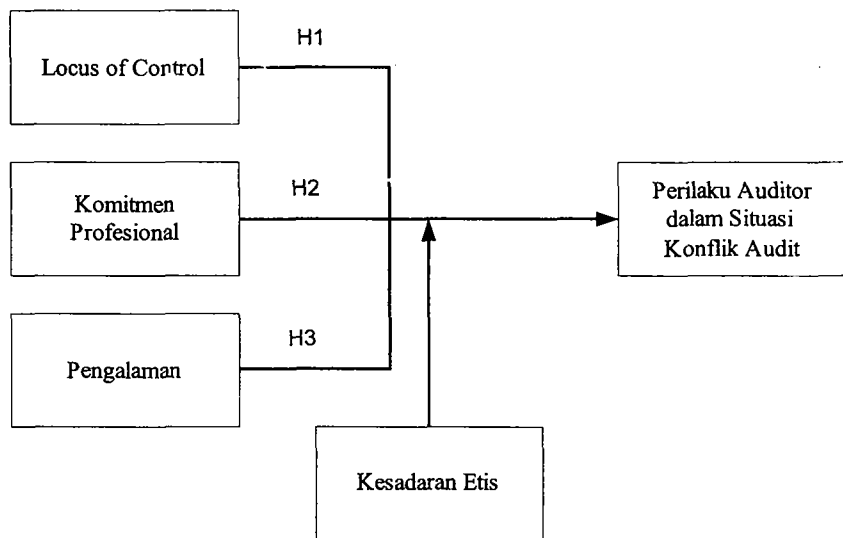 H1
Locus of Control
H2
Komitmen
Profesional
Perilaku Auditor
dalam Situasi
Konflik Audit
H3
Pengalaman
Kesadaran Etis